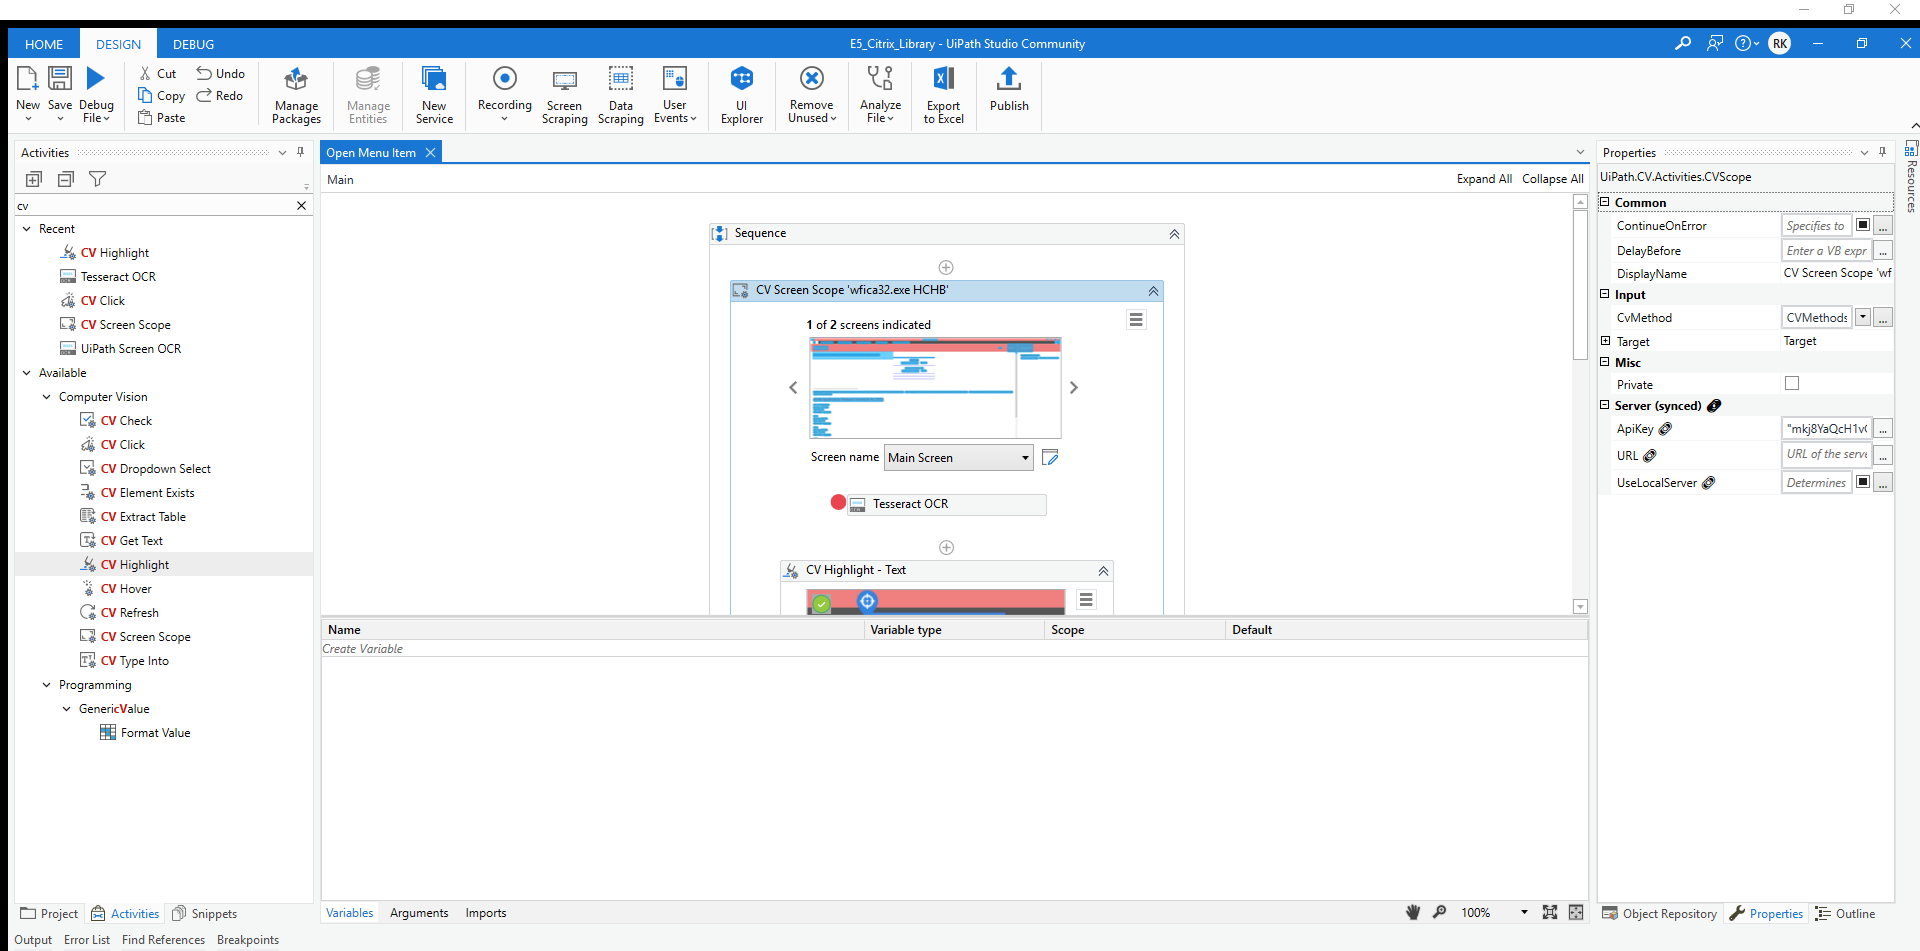 E5_Citrix_Library - UiPath Studio Community
HOME
DESIGN
DEBUG
RK
New
Save
Debug File
Cut
Copy
Paste
Undo
Redo
Manage Packages
Manage Entities
New Service
Recording
Screen Scraping
Data Scraping
User Events
UI Explorer
Remove Unused
Analyze File
Export to Excel
Publish
Activities
cv
Recent
CV Highlight
Tesseract OCR
CV Click
CV Screen Scope
UiPath Screen OCR
Available
Computer Vision
CV Check
CV Click
CV Dropdown Select
CV Element Exists
CV Extract Table
CV Get Text
CV Highlight
CV Hover
CV Refresh
CV Screen Scope
CV Type Into
Programming
GenericValue
Format Value
Project
Activities
Snippets
Open Menu Item
Main
Expand All
Collapse All
Sequence
CV Screen Scope 'wfica32.exe HCHB'
1 of 2 screens indicated
Screen name
Main Screen
Tesseract OCR
CV Highlight - Text
Name
Variable type
Scope
Default
Create Variable
Variables
Arguments
Imports
100%
Properties
UiPath.CV.Activities.CVScope
Common
ContinueOnError
Specifies to
DelayBefore
Enter a VB expr
DisplayName
CV Screen Scope 'wf
Input
CvMethod
CVMethods
Target
Target
Misc
Private
Server (synced)
ApiKey
"mkj8YaQcH1v
URL
URL of the serve
UseLocalServer
Determines
Resources
Object Repository
Properties
Outline
Output
Error List
Find References
Breakpoints